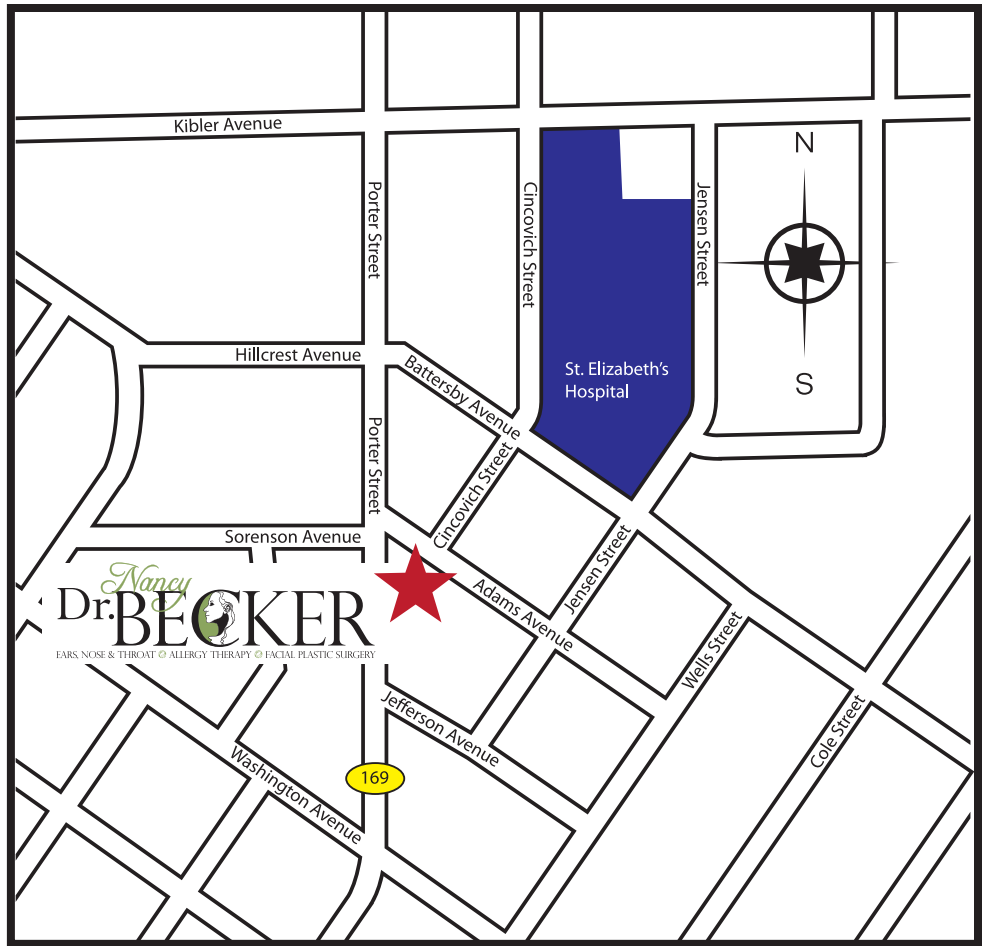 Kibler Avenue
N
Porter Street
Cincovich Street
Jensen Street
Hillcrest Avenue
Battersby Avenue
St. Elizabeth's
Hospital
S
Porter Street
Cincovich Street
Sorenson Avenue
Jensen Street
Nancy
Dr. BECKER
EARS, NOSE & THROAT ALLERGY THERAPY FACIAL PLASTIC SURGERY
Adams Avenue
Wells Street
Jefferson Avenue
Cole Street
Washington Avenue
169